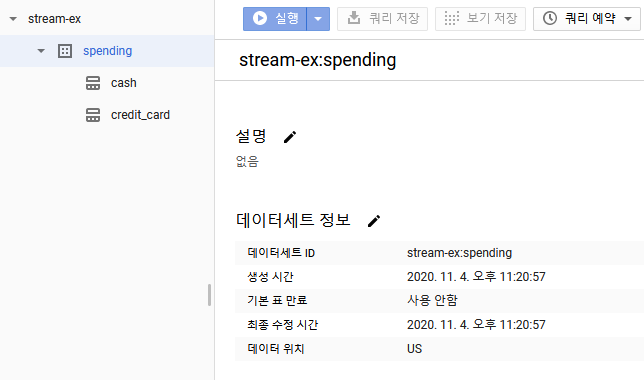 stream-ex
spending
cash
credit_card
실행
쿼리 저장
보기 저장
쿼리 예약
stream-ex:spending
설명
없음
데이터세트 정보
데이터세트 ID stream-ex:spending
생성 시간 2020. 11. 4. 오후 11:20:57
기본 표 만료 사용 안함
최종 수정 시간 2020. 11. 4. 오후 11:20:57
데이터 위치 US